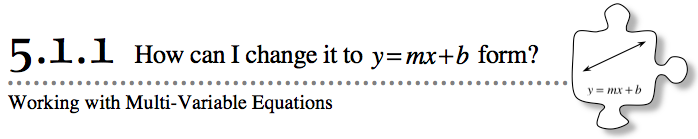 5.1.1 How can I change it to y=mx+b form?
y = mx + b
Working with Multi-Variable Equations